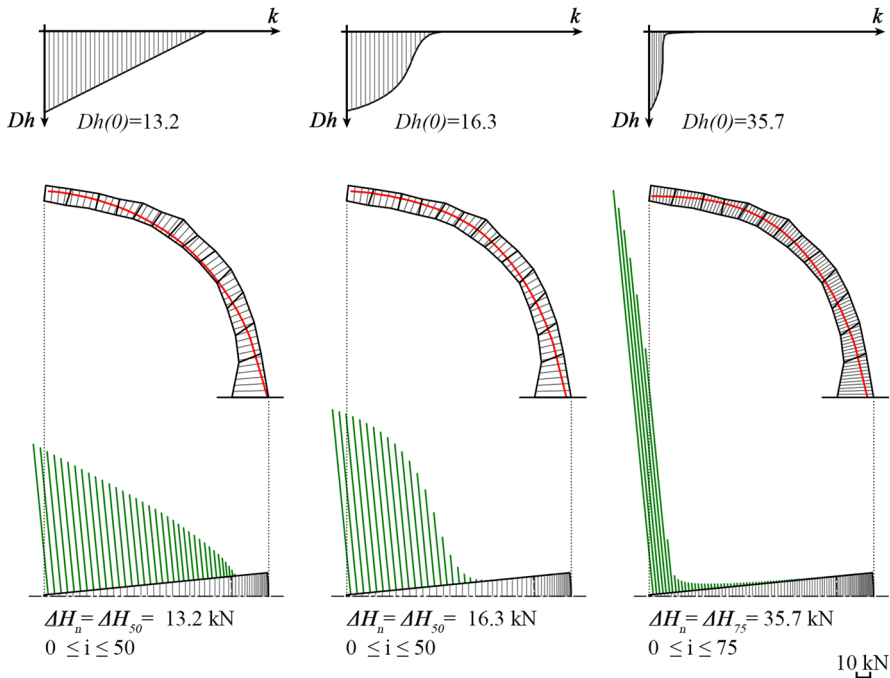 k k k
Dh Dh(0)=13.2 Dh Dh(0)=16.3 Dh Dh(0)=35.7
ΔHn= ΔH50= 13.2 kN ΔHn= ΔH50= 16.3 kN ΔHn= ΔH75= 35.7 kN
0 ≤ i ≤ 50 0 ≤ i ≤ 50 0 ≤ i ≤ 75
10 kN